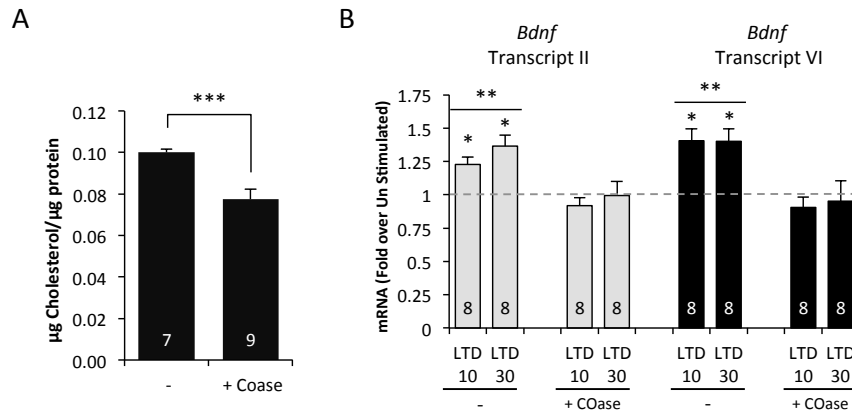 A
µg Cholesterol/µg protein
0.12
0.10
0.08
0.06
0.04
0.02
0.00
***
7
9
-
+ Coase
B
Bdnf
Transcript II
Bdnf
Transcript VI
mRNA (Fold over Un Stimulated)
1.75
1.5
1.25
1
0.75
0.5
0.25
0
**
**
*
*
*
*
8
8
8
8
8
8
8
8
LTD
10
LTD
30
LTD
10
LTD
30
LTD
10
LTD
30
LTD
10
LTD
30
-
+ COase
-
+ COase